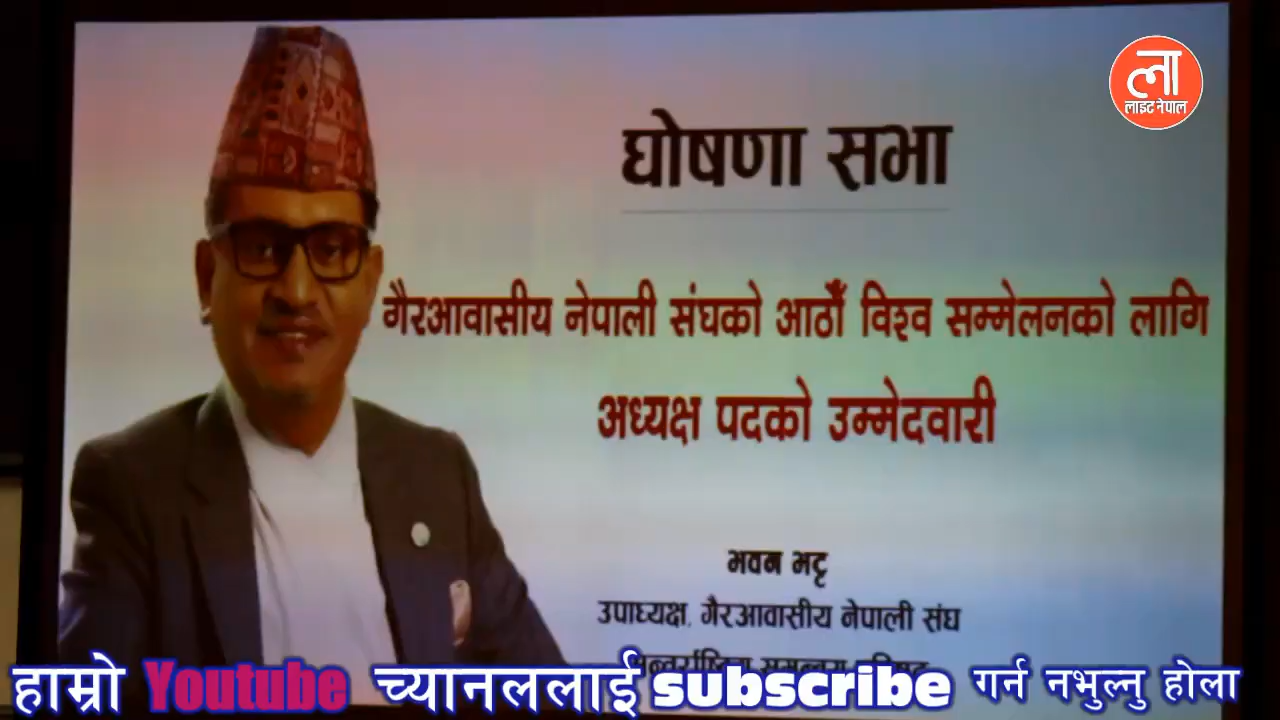 ला
लाइट नेपाल
घोषणा सभा
गैरआवासीय नेपाली संघको आठौँ विश्व सम्मेलनको लागि
अध्यक्ष पदको उम्मेदवारी
भवन भट्ट
उपाध्यक्ष, गैरआवासीय नेपाली संघ
हाम्रो Youtube च्यानललाई subscribe गर्न नभुल्नु होला